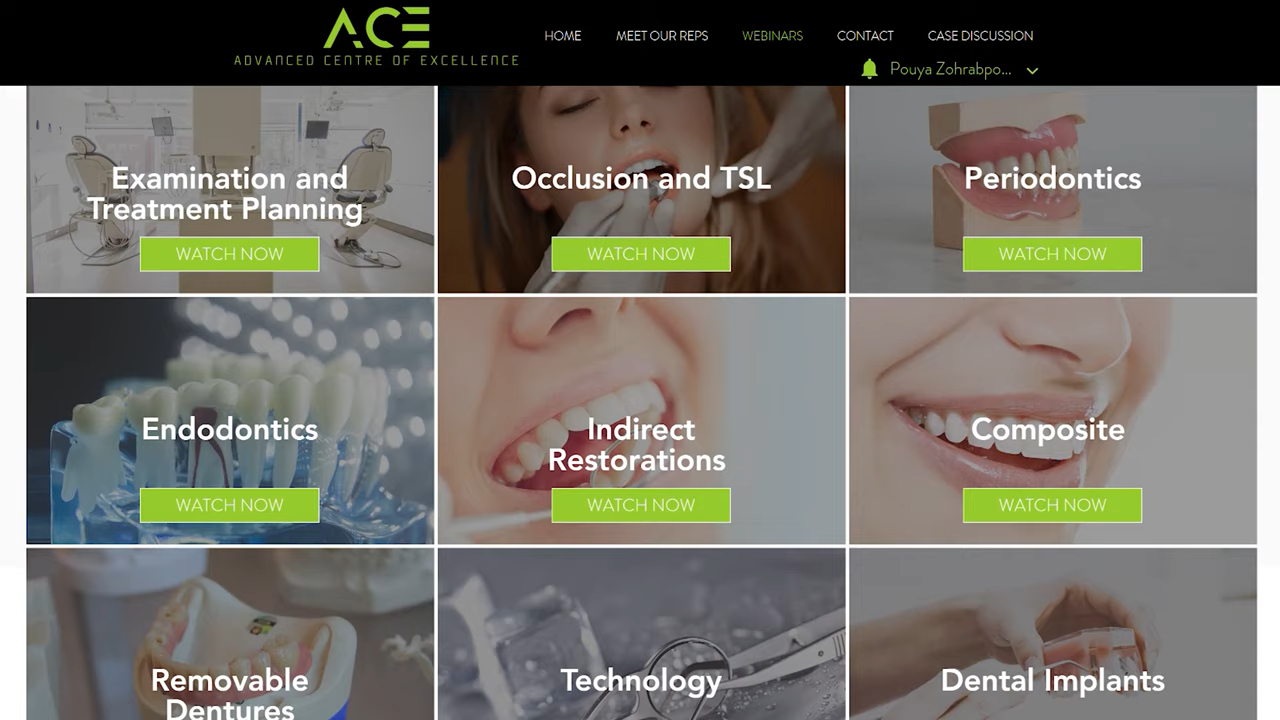 ACE
ADVANCED CENTRE OF EXCELLENCE
HOME
MEET OUR REPS
WEBINARS
CONTACT
CASE DISCUSSION
Pouya Zohrabpo...
Examination and
Treatment Planning
WATCH NOW
Occlusion and TSL
WATCH NOW
Periodontics
WATCH NOW
Endodontics
WATCH NOW
Indirect
Restorations
WATCH NOW
Composite
WATCH NOW
Removable
Dentures
Technology
Dental Implants